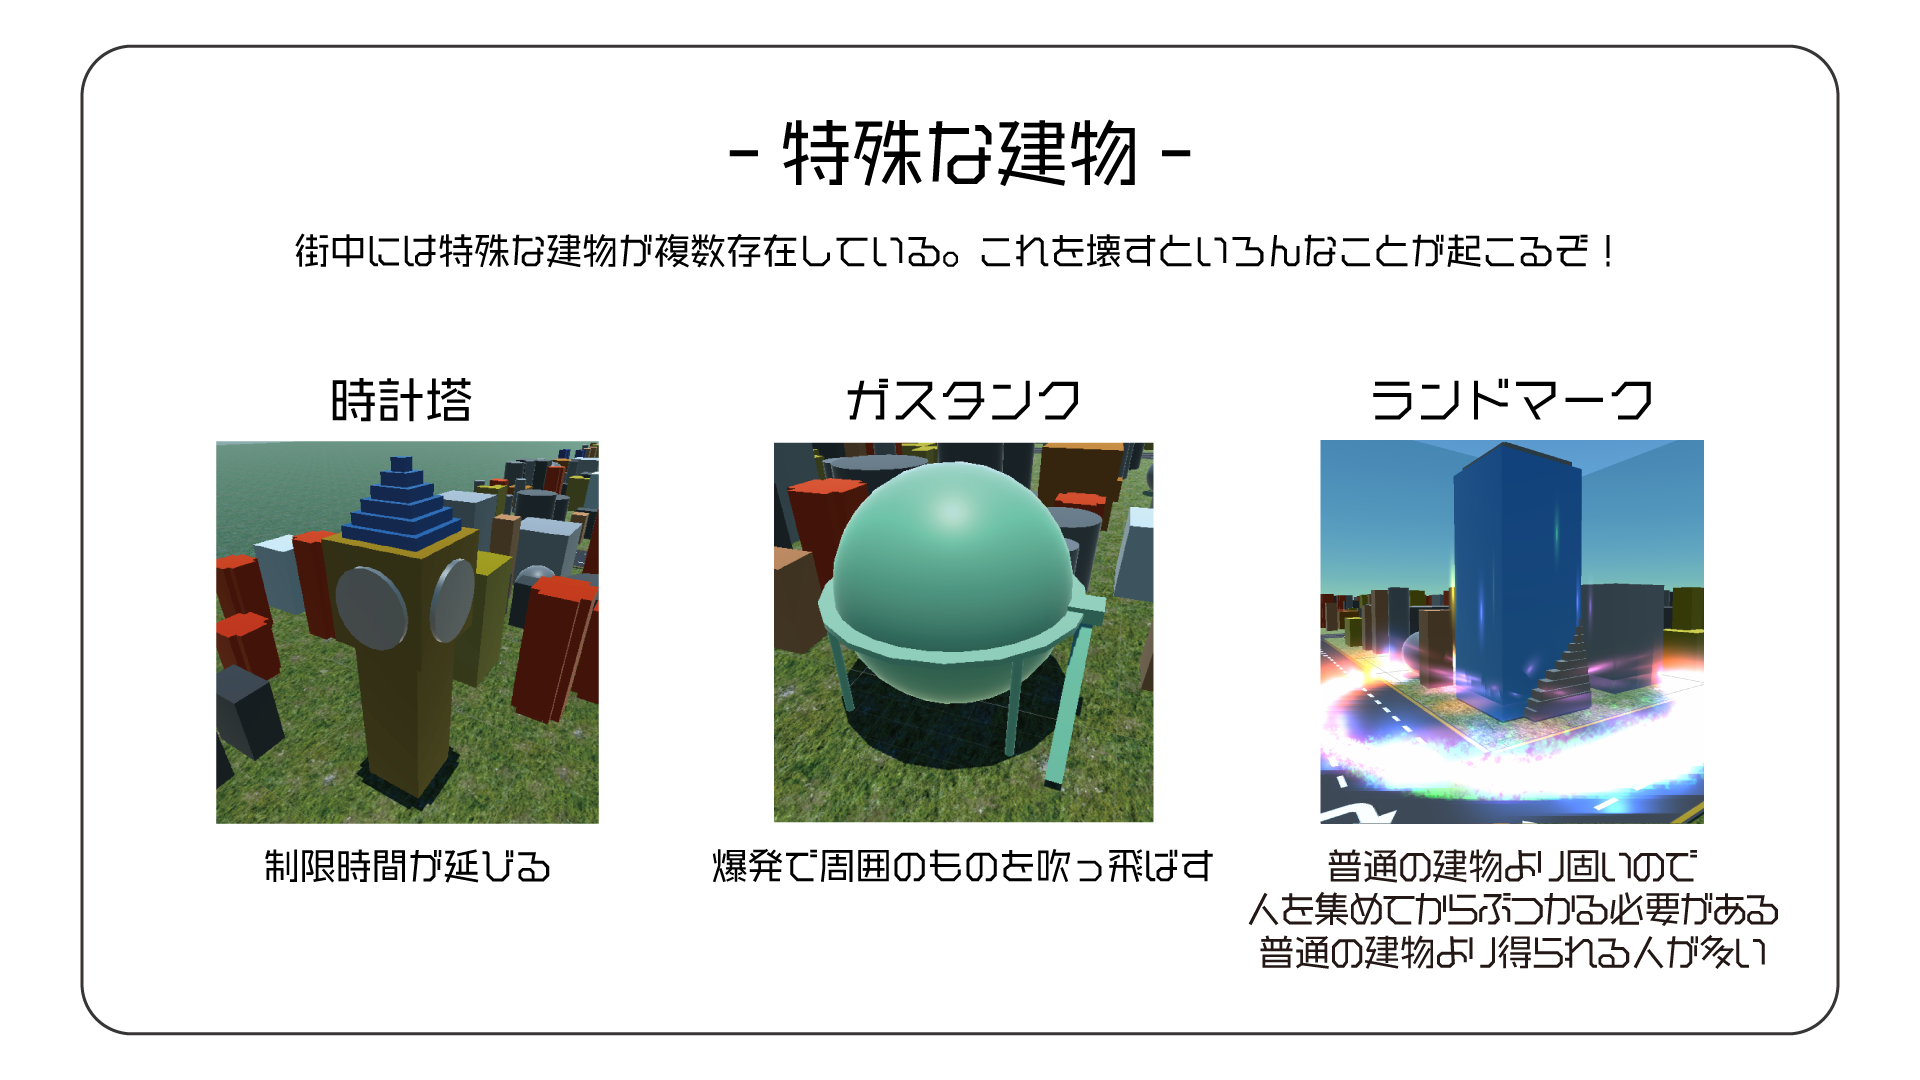 - 特殊な建物 -
街中には特殊な建物が複数存在している。これを壊すといろんなことが起こるぞ！
時計塔
ガスタンク
ランドマーク
制限時間が延びる
爆発で周囲のものを吹っ飛ばす
普通の建物より固いので
人を集めてからぶつかる必要がある
普通の建物より得られる人が多い